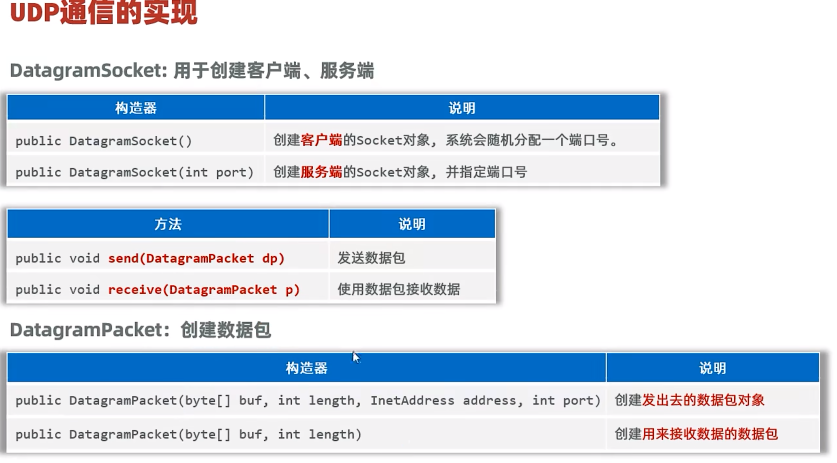 UDP通信的实现
DatagramSocket: 用于创建客户端、服务端
构造器 说明
public DatagramSocket() 创建客户端的Socket对象, 系统会随机分配一个端口号。
public DatagramSocket(int port) 创建服务端的Socket对象, 并指定端口号
方法 说明
public void send(DatagramPacket dp) 发送数据包
public void receive(DatagramPacket p) 使用数据包接收数据
DatagramPacket: 创建数据包
构造器 说明
public DatagramPacket(byte[] buf, int length, InetAddress address, int port) 创建发出去的数据包对象
public DatagramPacket(byte[] buf, int length) 创建用来接收数据的数据包